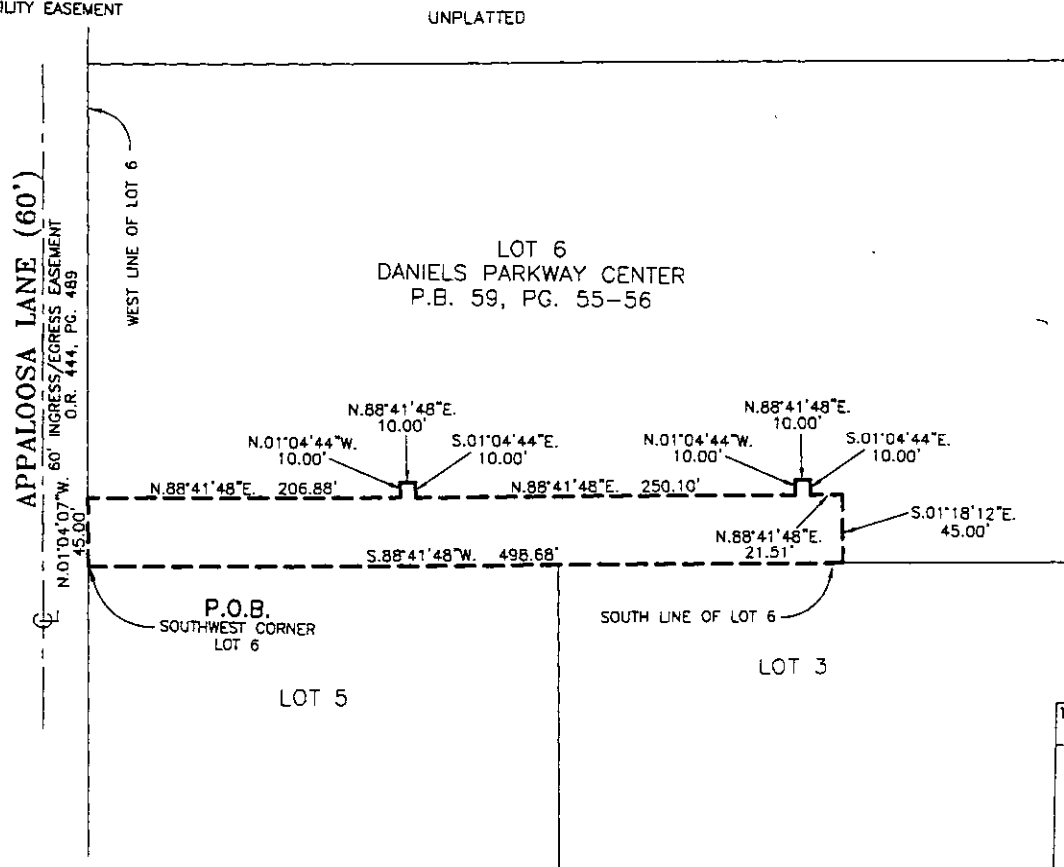 ILITY EASEMENT
UNPLATTED
WEST LINE OF LOT 6
APPALOOSA LANE (60')
60' INGRESS/EGRESS EASEMENT
O.R. 444, PG. 489
N.01°04'07"W.
45.00'
LOT 6
DANIELS PARKWAY CENTER
P.B. 59, PG. 55-56
N.88°41'48"E.
10.00'
N.01°04'44"W.
10.00'
S.01°04'44"E.
10.00'
N.88°41'48"E.
10.00'
N.01°04'44"W.
10.00'
S.01°04'44"E.
10.00'
N.88°41'48"E. 206.88'
N.88°41'48"E. 250.10'
S.01°18'12"E.
45.00'
N.88°41'48"E.
21.51'
S.88°41'48"W. 498.68'
P.O.B.
SOUTHWEST CORNER
LOT 6
SOUTH LINE OF LOT 6
LOT 5
LOT 3